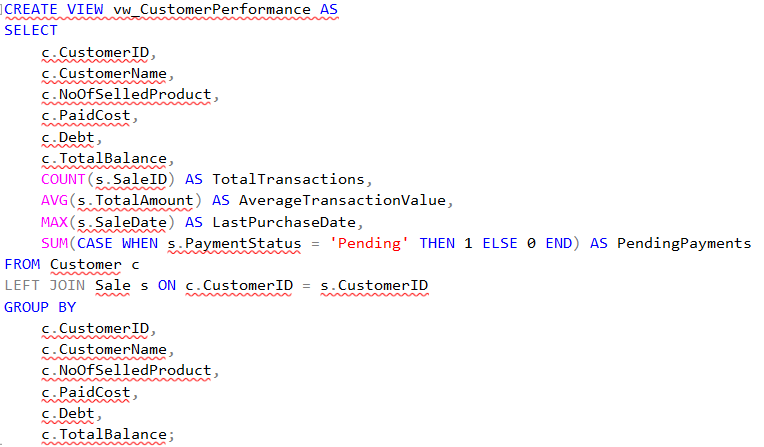 CREATE VIEW vw_CustomerPerformance AS
SELECT
    c.CustomerID,
    c.CustomerName,
    c.NoOfSelledProduct,
    c.PaidCost,
    c.Debt,
    c.TotalBalance,
    COUNT(s.SaleID) AS TotalTransactions,
    AVG(s.TotalAmount) AS AverageTransactionValue,
    MAX(s.SaleDate) AS LastPurchaseDate,
    SUM(CASE WHEN s.PaymentStatus = 'Pending' THEN 1 ELSE 0 END) AS PendingPayments
FROM Customer c
LEFT JOIN Sale s ON c.CustomerID = s.CustomerID
GROUP BY
    c.CustomerID,
    c.CustomerName,
    c.NoOfSelledProduct,
    c.PaidCost,
    c.Debt,
    c.TotalBalance;